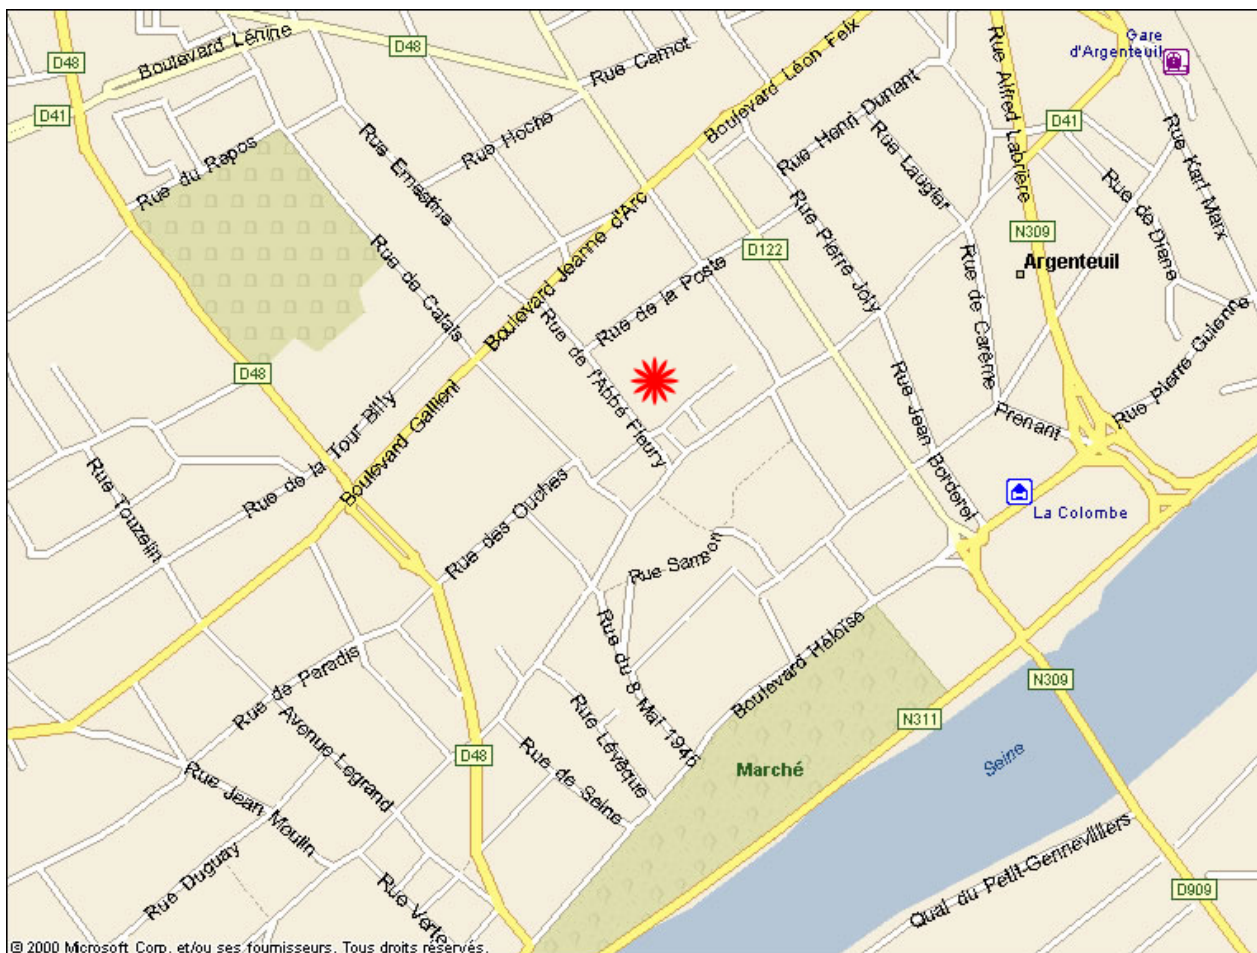 D48
D41
Boulevard Lénine
D48
Rue Carnot
Boulevard Léon Feix
Rue Alfred Labrière
Gare
d'Argenteuil
Rue du Rapos
Rue Ernestine
Rue Hoche
Rue Henri Dunant
Rue Laugier
D41
Rue Karl Marx
Rue de Diane
N309
Argenteuil
Boulevard Jeanne d'Arc
D122
Rue Pierre Joly
Rue de Calais
Rue de la Poste
Rue de l'Abbé Fleury
Rue de Carême
Rue Pierre Guienne
D48
Boulevard Gallieni
Rue de la Tour Billy
Rue Jean Borderel
Prenant
Rue Touzelin
La Colombe
Rue des Ouches
Rue Samson
Rue du 8 Mai 1945
Boulevard Héloïse
Rue de Paradis
N309
Avenue Legrand
Rue Lévêque
N311
D48
Rue de Seine
Marché
Seine
Rue Jean Moulin
Rue Duguay
Rue Verte
Quai du Petit-Gennevilliers
D909
© 2000 Microsoft Corp. et/ou ses fournisseurs. Tous droits réservés.